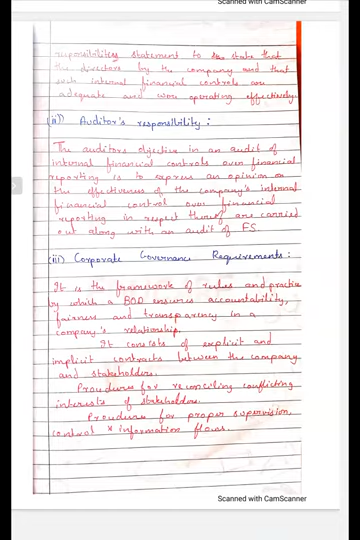 Scanned with CamScanner
responsibilities statement to state that
the directors by the company and that
such internal financial controls are
adequate and were operating effectively.
(ii) Auditor's responsibility :
The auditors objective in an audit of
internal financial controls over financial
reporting is to express an opinion on
the effectiveness of the company's internal
financial control over financial
reporting in respect thereof are carried
out along with an audit of FS.
(iii) Corporate Governance Requirements :
It is the framework of rules and practice
by which a BOD ensures accountability,
fairness and transparency in a
company's relationship.
It consists of explicit and
implicit contracts between the company
and stakeholders.
Procedures for reconciling conflicting
interests of stakeholders.
Procedures for proper supervision,
control & information flows.
Scanned with CamScanner